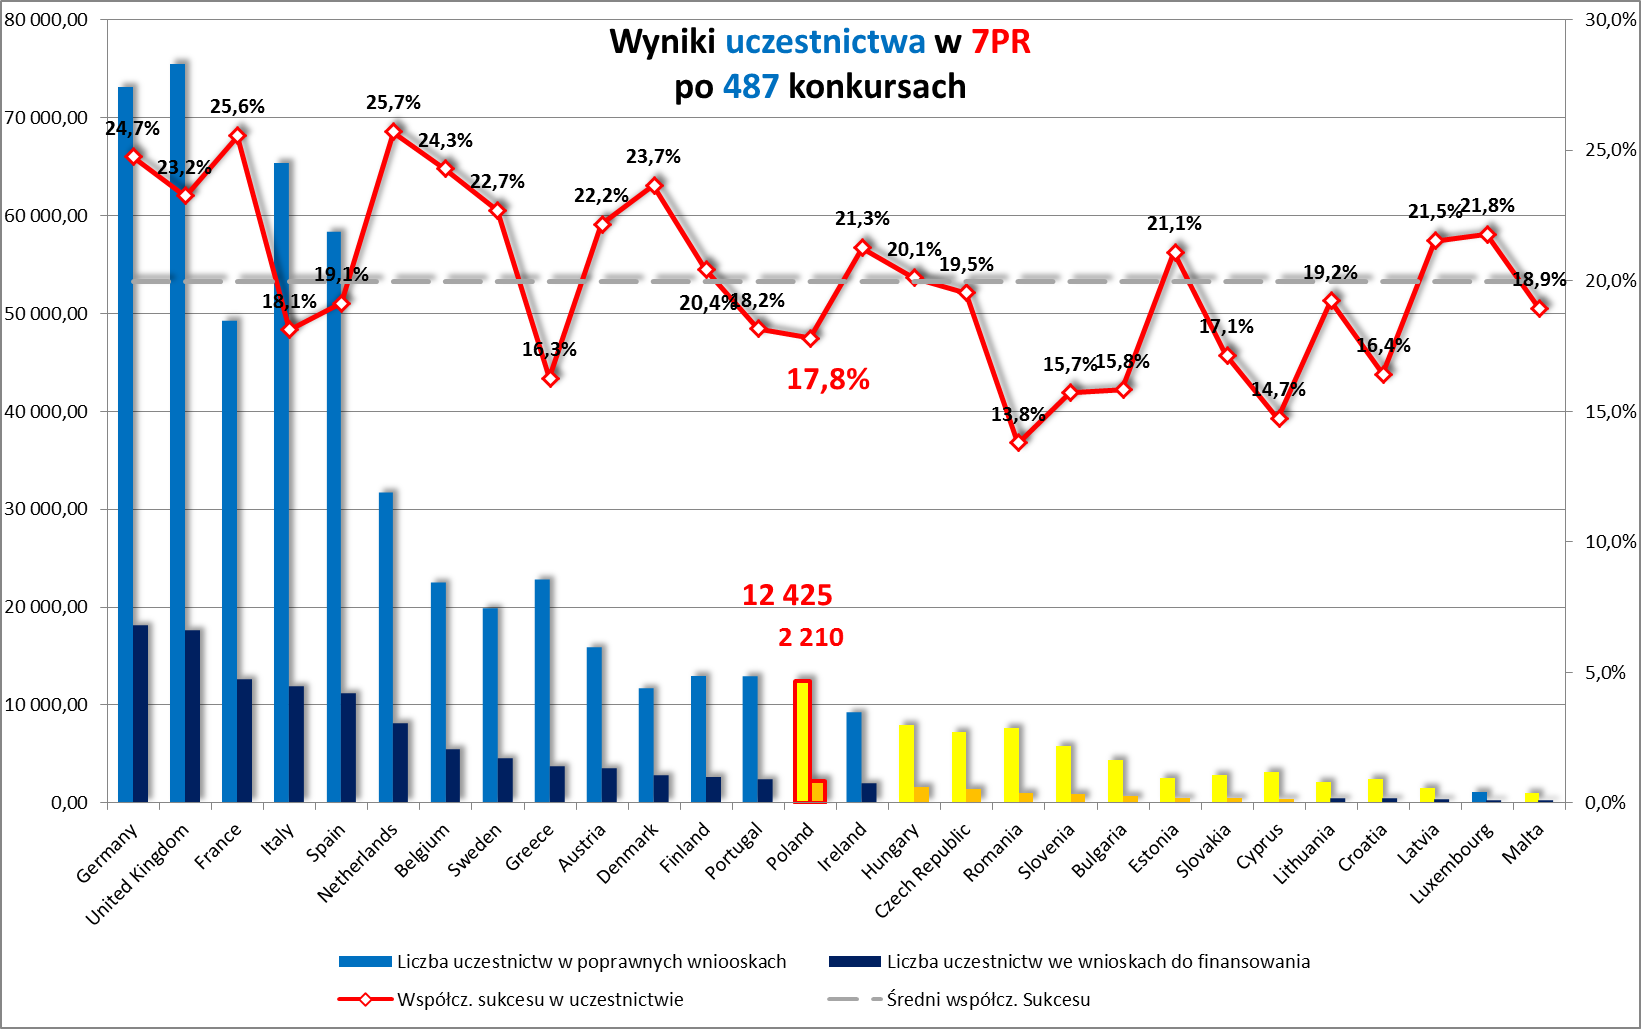 Wyniki uczestnictwa w 7PR
po 487 konkursach
80 000,00
70 000,00
60 000,00
50 000,00
40 000,00
30 000,00
20 000,00
10 000,00
0,00
30,0%
25,0%
20,0%
15,0%
10,0%
5,0%
0,0%
24,7%
23,2%
25,6%
18,1%
19,1%
25,7%
24,3%
22,7%
16,3%
22,2%
23,7%
20,4%
18,2%
17,8%
21,3%
20,1%
19,5%
13,8%
15,7%
15,8%
21,1%
17,1%
14,7%
19,2%
16,4%
21,5%
21,8%
18,9%
12 425
2 210
Germany
United Kingdom
France
Italy
Spain
Netherlands
Belgium
Sweden
Greece
Austria
Denmark
Finland
Portugal
Poland
Ireland
Hungary
Czech Republic
Romania
Slovenia
Bulgaria
Estonia
Slovakia
Cyprus
Lithuania
Croatia
Latvia
Luxembourg
Malta
Liczba uczestnictw w poprawnych wniooskach
Liczba uczestnictw we wnioskach do finansowania
Współcz. sukcesu w uczestnictwie
Średni współcz. Sukcesu